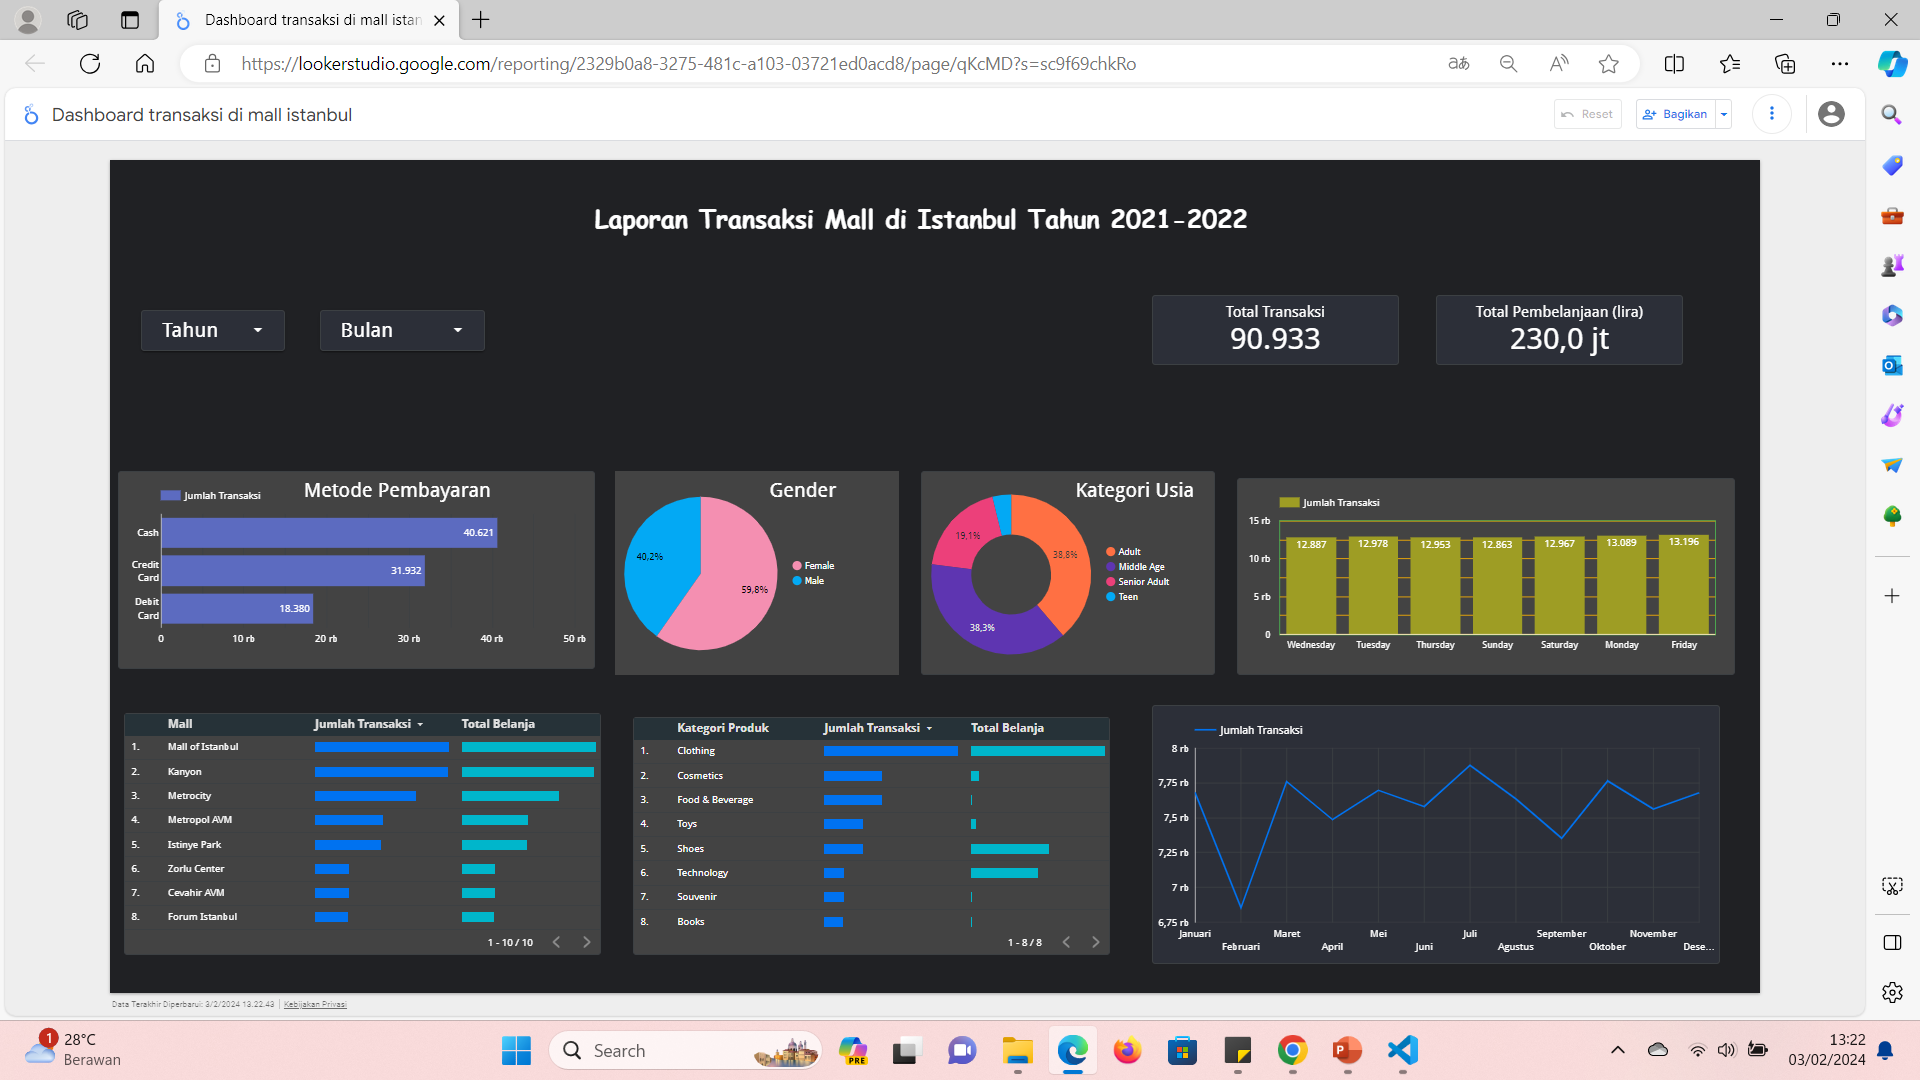 Dashboard transaksi di mall istan
https://lookerstudio.google.com/reporting/2329b0a8-3275-481c-a103-03721ed0acd8/page/qKcMD?s=sc9f69chkRo
Dashboard transaksi di mall istanbul
Reset
Bagikan
Laporan Transaksi Mall di Istanbul Tahun 2021-2022
Tahun
Bulan
Total Transaksi
90.933
Total Pembelanjaan (lira)
230,0 jt
Metode Pembayaran
Jumlah Transaksi
Cash
40.621
Credit Card
31.932
Debit Card
18.380
0 10 rb 20 rb 30 rb 40 rb 50 rb
Gender
40,2%
59,8%
Female
Male
Kategori Usia
19,1%
38,8%
38,3%
Adult
Middle Age
Senior Adult
Teen
Jumlah Transaksi
15 rb
10 rb
5 rb
0
12.887 12.978 12.953 12.863 12.967 13.089 13.196
Wednesday Tuesday Thursday Sunday Saturday Monday Friday
Mall Jumlah Transaksi Total Belanja
1. Mall of Istanbul
2. Kanyon
3. Metrocity
4. Metropol AVM
5. Istinye Park
6. Zorlu Center
7. Cevahir AVM
8. Forum Istanbul
1 - 10 / 10
Kategori Produk Jumlah Transaksi Total Belanja
1. Clothing
2. Cosmetics
3. Food & Beverage
4. Toys
5. Shoes
6. Technology
7. Souvenir
8. Books
1 - 8 / 8
Jumlah Transaksi
8 rb
7,75 rb
7,5 rb
7,25 rb
7 rb
6,75 rb
Januari Februari Maret April Mei Juni Juli Agustus September Oktober November Dese...
Data Terakhir Diperbarui: 3/2/2024 13.22.43
Kebijakan Privasi
1
28°C
Berawan
Search
PRE
13:22
03/02/2024